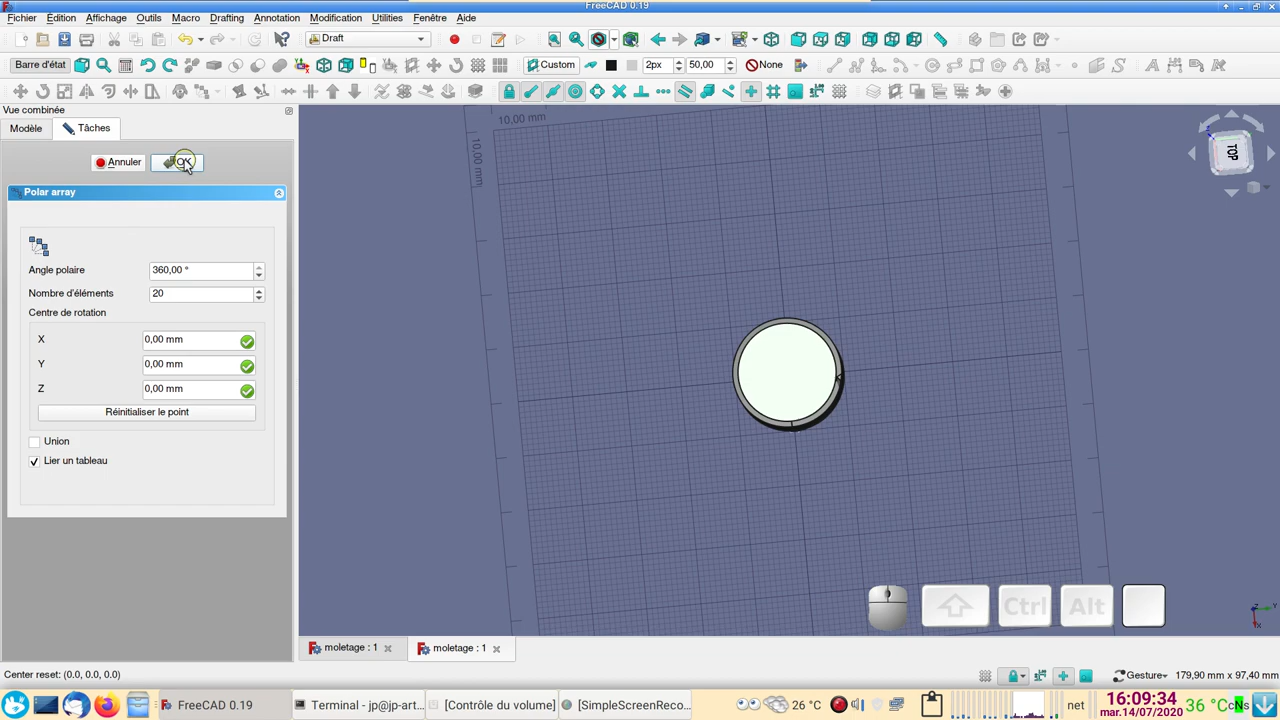 FreeCAD 0.19
Fichier Édition Affichage Outils Macro Drafting Annotation Modification Utilities Fenêtre Aide
Draft
Barre d'état Custom 2px 50,00 None
Vue combinée
Modèle Tâches
Annuler OK
Polar array
Angle polaire 360,00 °
Nombre d'éléments 20
Centre de rotation
X 0,00 mm
Y 0,00 mm
Z 0,00 mm
Réinitialiser le point
Union
Lier un tableau
10,00 mm
10,00 mm
TOP
Ctrl Alt
moletage : 1 moletage : 1
Center reset: (0.0, 0.0, 0.0) Gesture 179,90 mm x 97,40 mm
FreeCAD 0.19 Terminal - jp@jp-art... [Contrôle du volume] [SimpleScreenReco... 26 °C net 16:09:34 mar.14/07/2020 36 °C